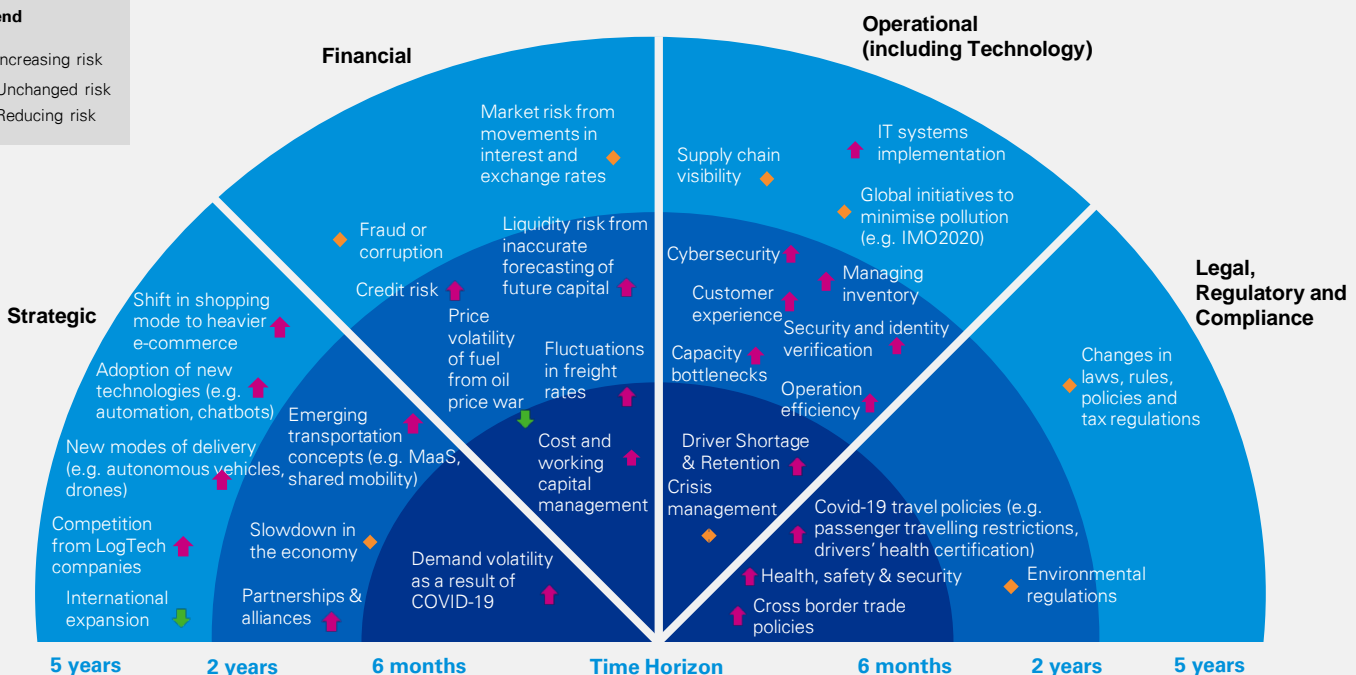 end
ncreasing risk
Unchanged risk
Reducing risk
Financial
Operational
(including Technology)
Strategic
Legal,
Regulatory and
Compliance
Shift in shopping
mode to heavier
e-commerce
Adoption of new
technologies (e.g.
automation, chatbots)
New modes of delivery
(e.g. autonomous vehicles,
drones)
Competition
from LogTech
companies
International
expansion
Emerging
transportation
concepts (e.g. MaaS,
shared mobility)
Slowdown in
the economy
Partnerships &
alliances
Demand volatility
as a result of
COVID-19
Market risk from
movements in
interest and
exchange rates
Fraud or
corruption
Liquidity risk from
inaccurate
forecasting of
future capital
Credit risk
Price
volatility
of fuel
from oil
price war
Fluctuations
in freight
rates
Cost and
working
capital
management
Supply chain
visibility
IT systems
implementation
Global initiatives to
minimise pollution
(e.g. IMO2020)
Cybersecurity
Managing
inventory
Customer
experience
Security and identity
verification
Capacity
bottlenecks
Operation
efficiency
Driver Shortage
& Retention
Crisis
management
Changes in
laws, rules,
policies and
tax regulations
Covid-19 travel policies (e.g.
passenger travelling restrictions,
drivers' health certification)
Health, safety & security
Environmental
regulations
Cross border trade
policies
5 years
2 years
6 months
Time Horizon
6 months
2 years
5 years